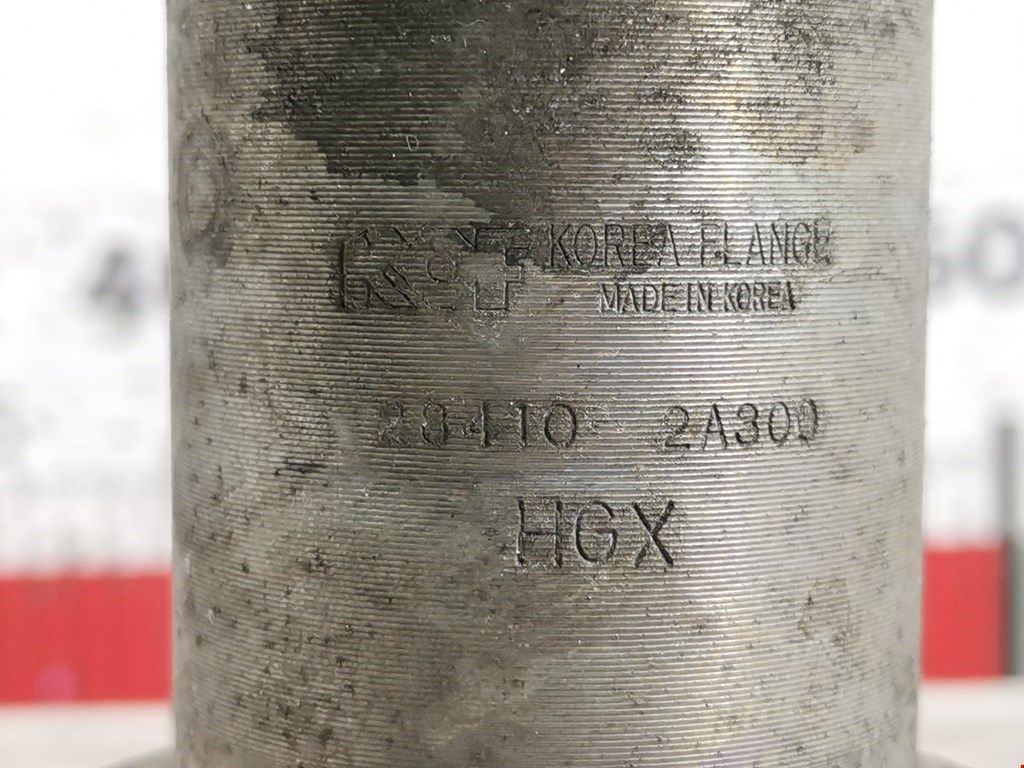 KOREA FLANGE
MADE IN KOREA
28410 2A300
HGX